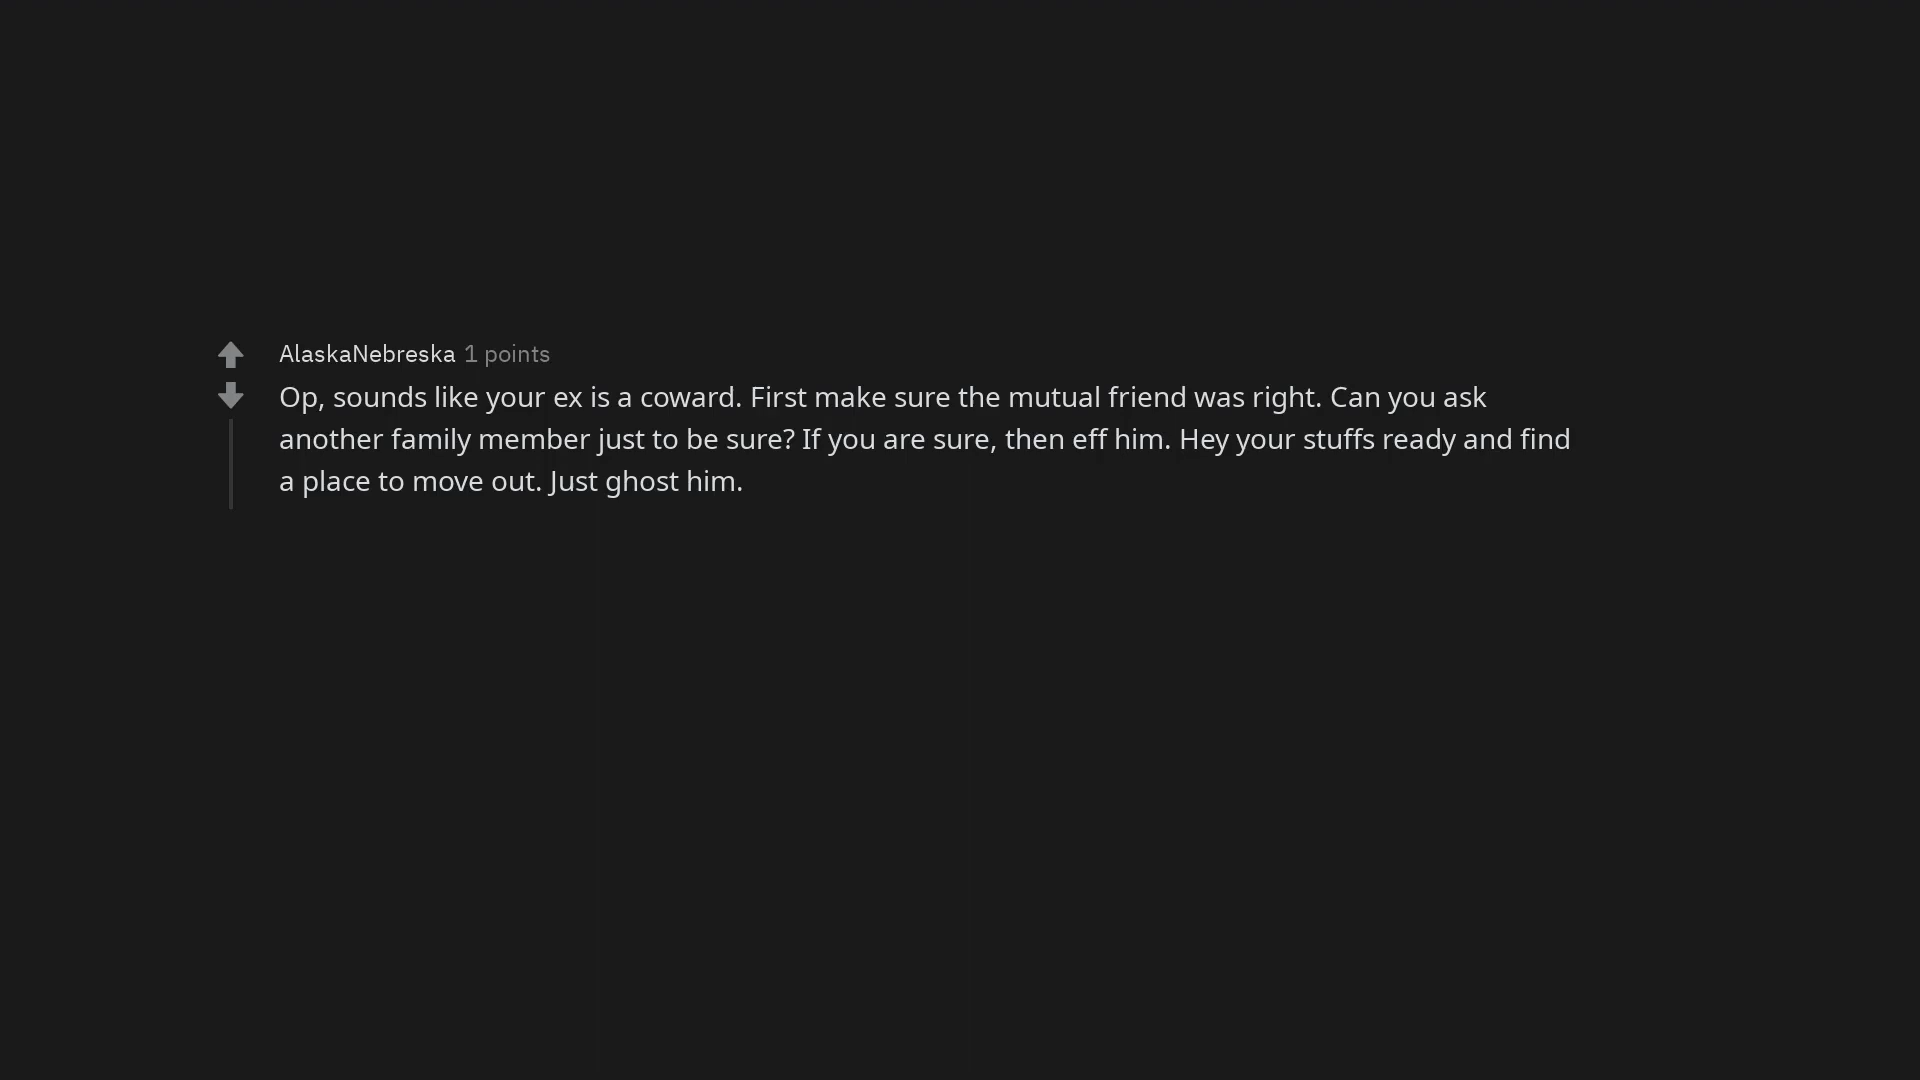 AlaskaNebreska 1 points
Op, sounds like your ex is a coward. First make sure the mutual friend was right. Can you ask
another family member just to be sure? If you are sure, then eff him. Hey your stuffs ready and find
a place to move out. Just ghost him.